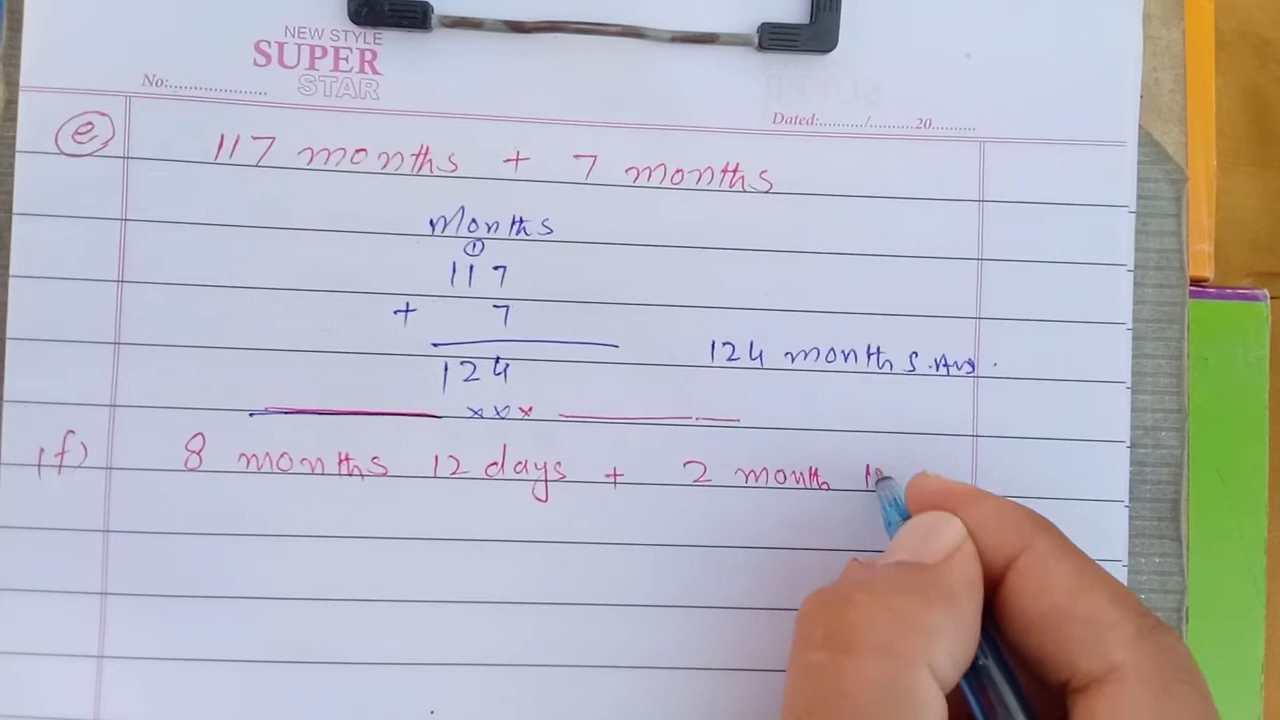 NEW STYLE
SUPER
STAR
No:.....................
Dated:........../..........20..........
(e) 117 months + 7 months
Months
1
117
+ 7
124
124 months. Ans.
xxx
(f) 8 months 12 days + 2 month